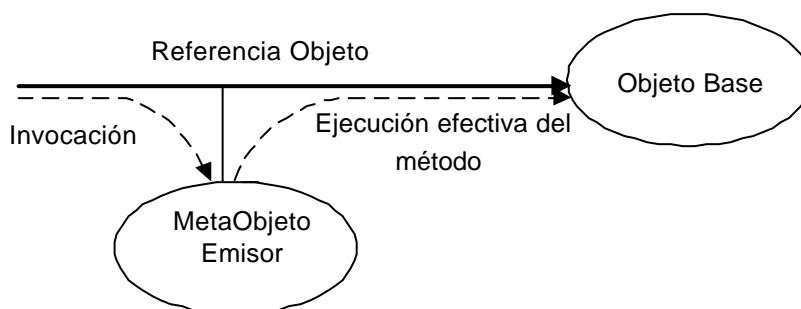 Referencia Objeto
Objeto Base
Invocación
Ejecución efectiva del
método
MetaObjeto
Emisor